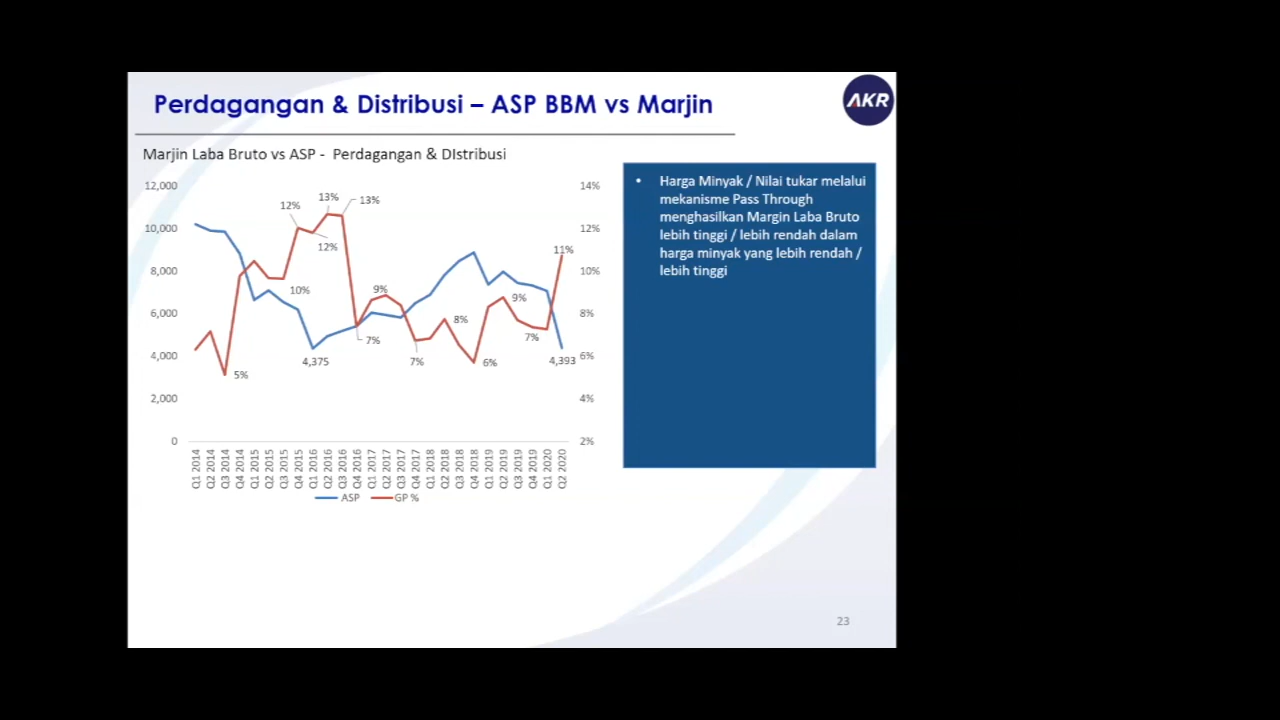 Perdagangan & Distribusi – ASP BBM vs Marjin
AKR
Marjin Laba Bruto vs ASP - Perdagangan & DIstribusi
12,000
10,000
8,000
6,000
4,000
2,000
0
14%
12%
10%
8%
6%
4%
2%
5%
10%
12%
12%
13%
13%
4,375
7%
9%
7%
8%
6%
9%
7%
11%
4,393
Q1 2014
Q2 2014
Q3 2014
Q4 2014
Q1 2015
Q2 2015
Q3 2015
Q4 2015
Q1 2016
Q2 2016
Q3 2016
Q4 2016
Q1 2017
Q2 2017
Q3 2017
Q4 2017
Q1 2018
Q2 2018
Q3 2018
Q4 2018
Q1 2019
Q2 2019
Q3 2019
Q4 2019
Q1 2020
Q2 2020
ASP
GP %
• Harga Minyak / Nilai tukar melalui
mekanisme Pass Through
menghasilkan Margin Laba Bruto
lebih tinggi / lebih rendah dalam
harga minyak yang lebih rendah /
lebih tinggi
23